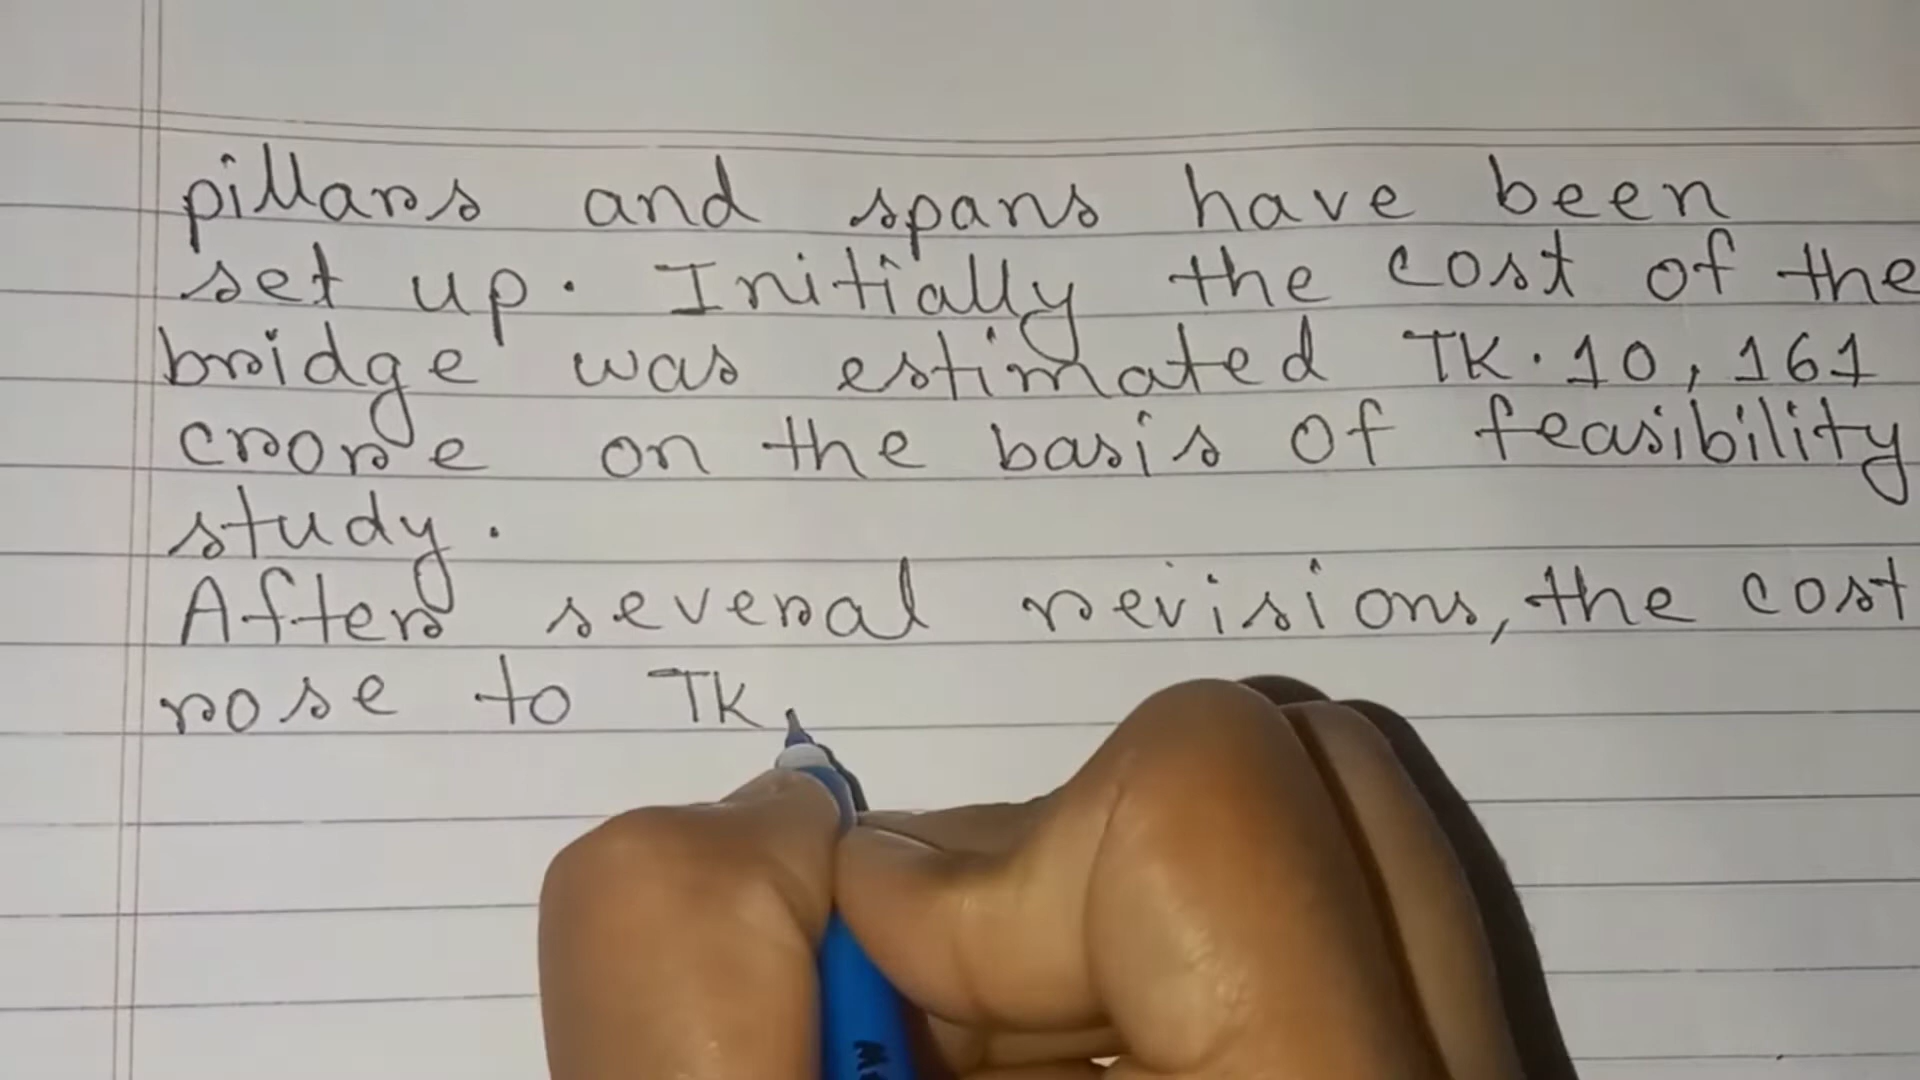 pillars and spans have been
set up. Initially the cost of the
bridge was estimated TK. 10,161
crore on the basis of feasibility
study.
After several revisions, the cost
rose to TK.